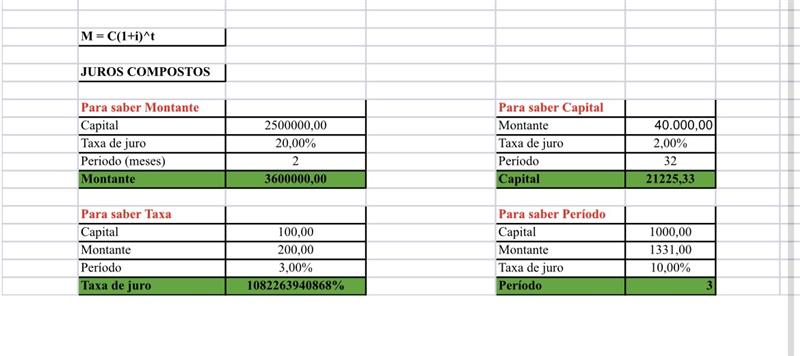 M = C(1+i)^t
JUROS COMPOSTOS
Para saber Montante
Capital 2500000,00
Taxa de juro 20,00%
Periodo (meses) 2
Montante 3600000,00
Para saber Capital
Montante 40.000,00
Taxa de juro 2,00%
Período 32
Capital 21225,33
Para saber Taxa
Capital 100,00
Montante 200,00
Período 3,00%
Taxa de juro 1082263940868%
Para saber Período
Capital 1000,00
Montante 1331,00
Taxa de juro 10,00%
Período 3